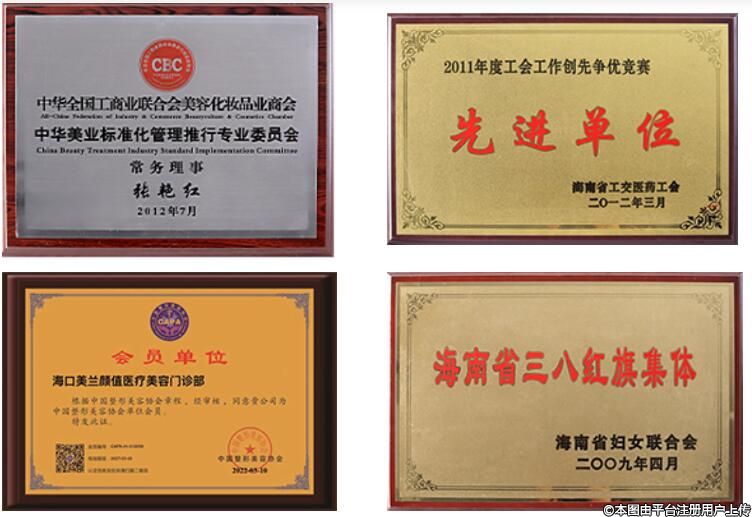 CBC
中华全国工商业联合会美容化妆品业商会
All-China Federation of Industry & Commerce Beautyculture & Cosmetics Chamber
中华美业标准化管理推行专业委员会
China Beauty Treatment Industry Standard Implementation Committee
常务理事
张艳红
2012年7月
2011年度工会工作创先争优竞赛
先进单位
海南省工交医药工会
二〇一二年三月
CAPA
会员单位
海口美兰颜值医疗美容门诊部
根据中国整形美容协会章程,经审核,同意贵公司为
中国整形美容协会单位会员。
特发此证。
中国整形美容协会
2022-03-10
海南省三八红旗集体
海南省妇女联合会
二〇〇九年四月
©本图由平台注册用户上传